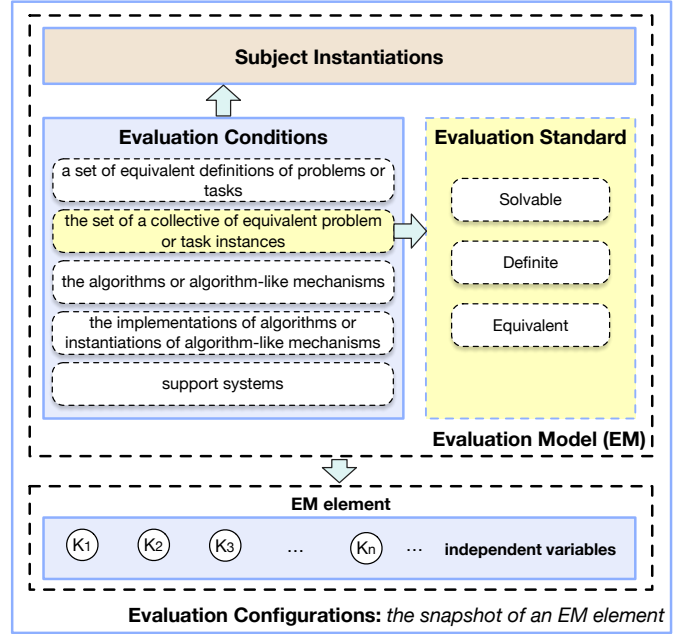 Subject Instantiations
Evaluation Conditions
a set of equivalent definitions of problems or
tasks
the set of a collective of equivalent problem
or task instances
the algorithms or algorithm-like mechanisms
the implementations of algorithms or
instantiations of algorithm-like mechanisms
support systems
Evaluation Standard
Solvable
Definite
Equivalent
Evaluation Model (EM)
EM element
K1 K2 K3 ... Kn ... independent variables
Evaluation Configurations: the snapshot of an EM element